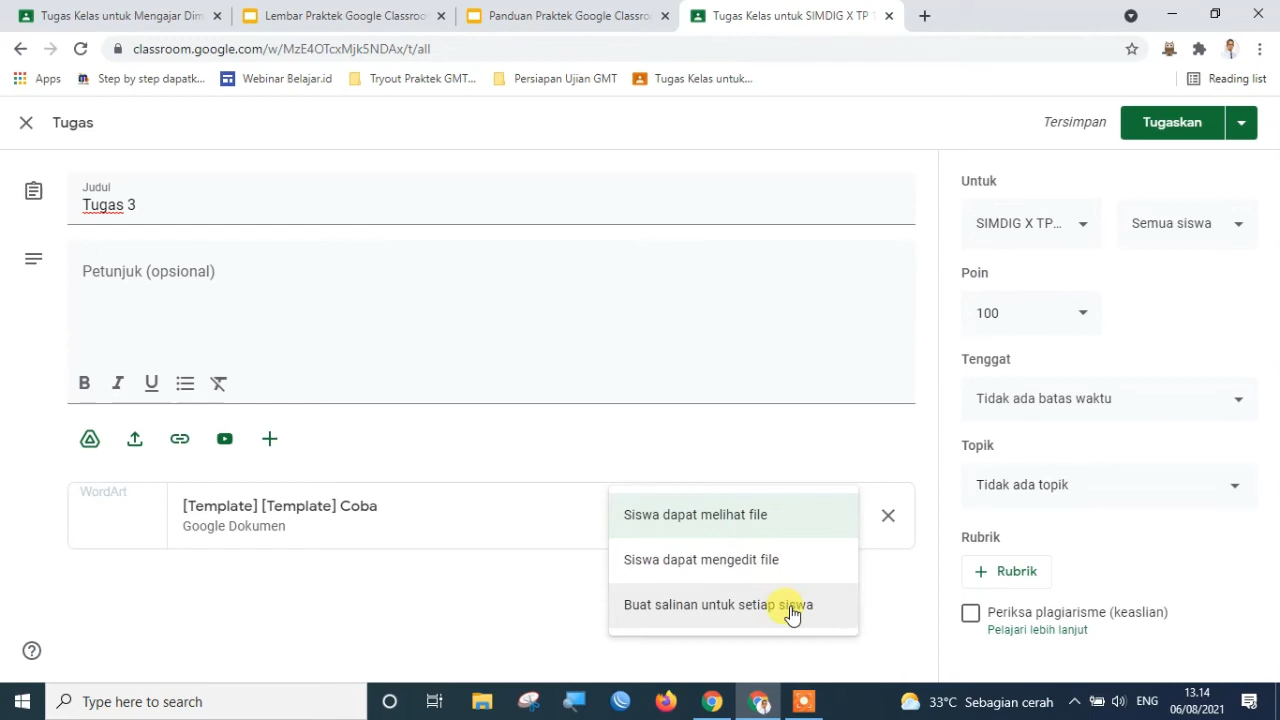 Tugas Kelas untuk Mengajar Dim
Lembar Praktek Google Classro
Panduan Praktek Google Classro
Tugas Kelas untuk SIMDIG X TP 1
classroom.google.com/w/MzE4OTcxMjk5NDAx/t/all
Apps
Step by step dapatk...
Webinar Belajar.id
Tryout Praktek GMT...
Persiapan Ujian GMT
Tugas Kelas untuk...
Reading list
Tugas
Tersimpan
Tugaskan
Judul
Tugas 3
Petunjuk (opsional)
B I U
WordArt
[Template] [Template] Coba
Google Dokumen
Siswa dapat melihat file
Siswa dapat mengedit file
Buat salinan untuk setiap siswa
Untuk
SIMDIG X TP...
Semua siswa
Poin
100
Tenggat
Tidak ada batas waktu
Topik
Tidak ada topik
Rubrik
Rubrik
Periksa plagiarisme (keaslian)
Pelajari lebih lanjut
Type here to search
33°C Sebagian cerah
ENG
13.14
06/08/2021